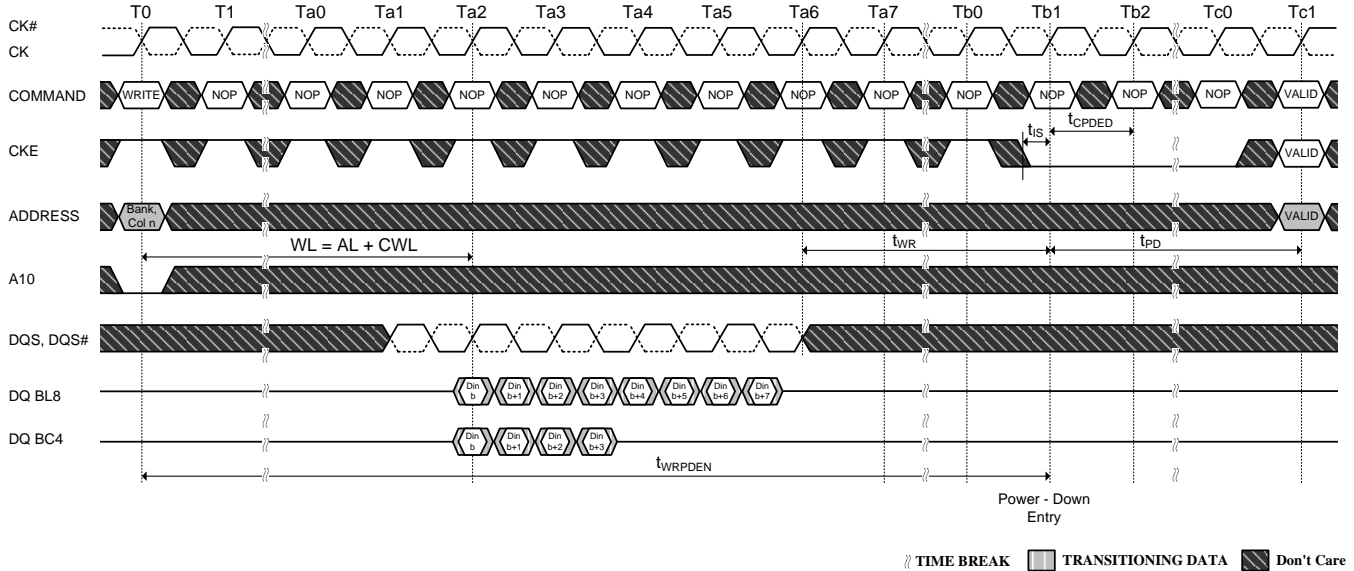 T0 T1 Ta0 Ta1 Ta2 Ta3 Ta4 Ta5 Ta6 Ta7 Tb0 Tb1 Tb2 Tc0 Tc1
CK#
CK
COMMAND WRITE NOP NOP NOP NOP NOP NOP NOP NOP NOP NOP NOP NOP NOP VALID
tIS tCPDED
CKE VALID
ADDRESS Bank, Col n VALID
WL = AL + CWL tWR tPD
A10
DQS, DQS#
DQ BL8 Din b Din b+1 Din b+2 Din b+3 Din b+4 Din b+5 Din b+6 Din b+7
DQ BC4 Din b Din b+1 Din b+2 Din b+3
tWRPDEN
Power - Down
Entry
TIME BREAK TRANSITIONING DATA Don't Care